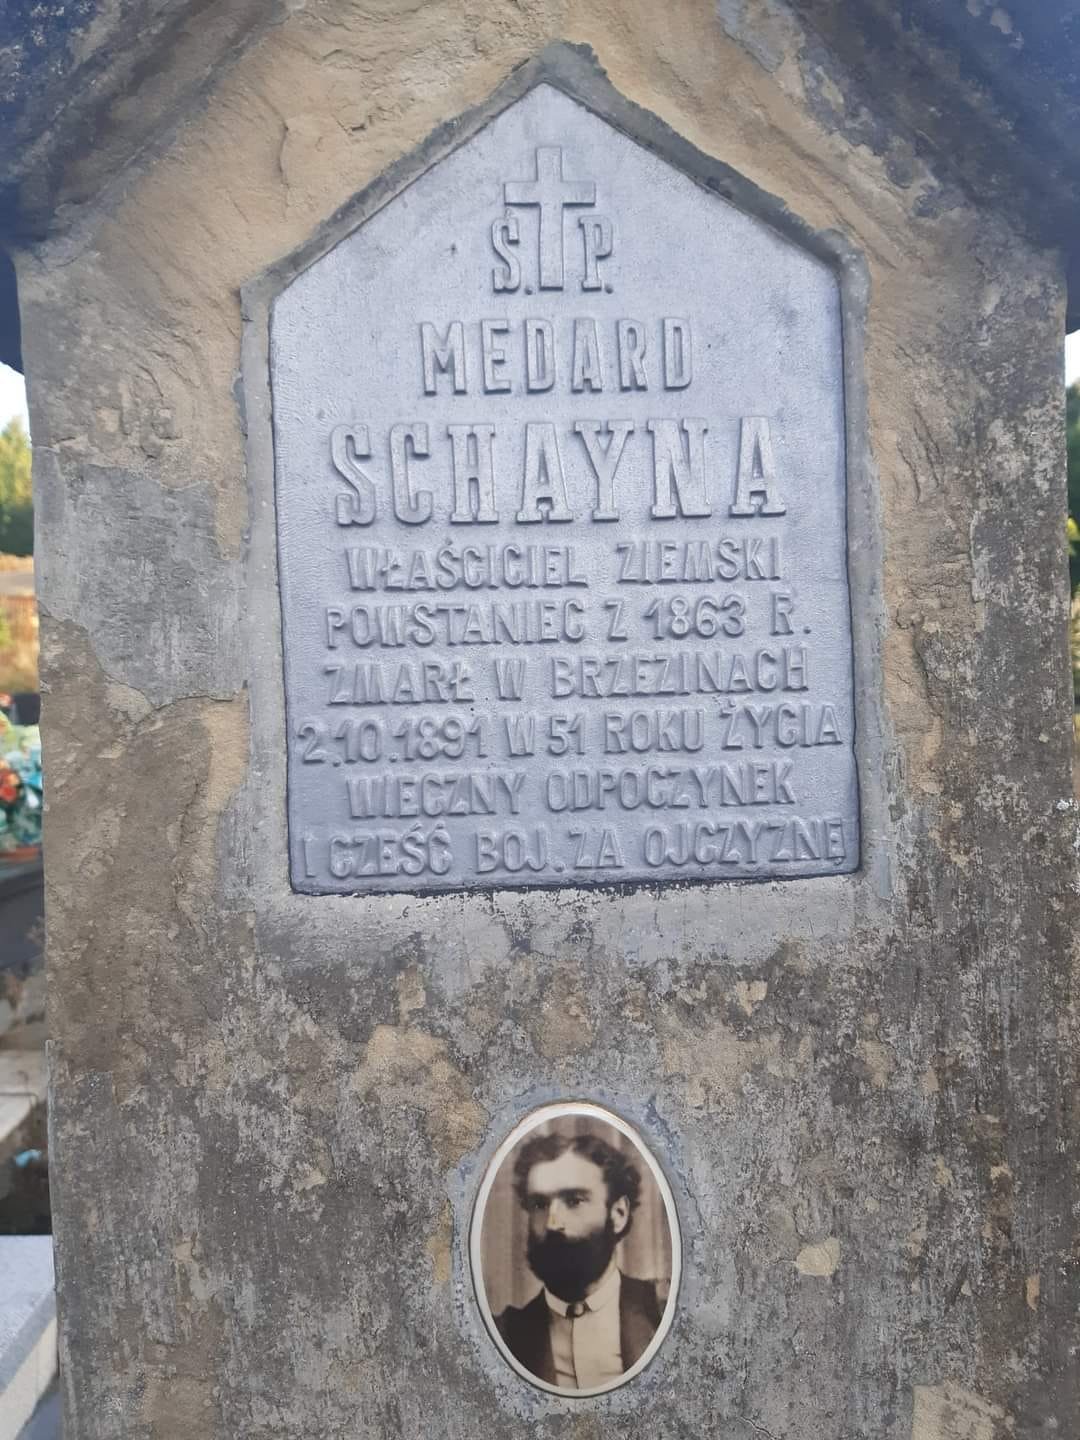 Ś. P.
MEDARD
SCHAYNA
WŁAŚCICIEL ZIEMSKI
POWSTANIEC Z 1863 R.
ZMARŁ W BRZEZINACH
2.10.1891 W 51 ROKU ŻYCIA
WIECZNY ODPOCZYNEK
I CZEŚĆ BOJ. ZA OJCZYZNĘ